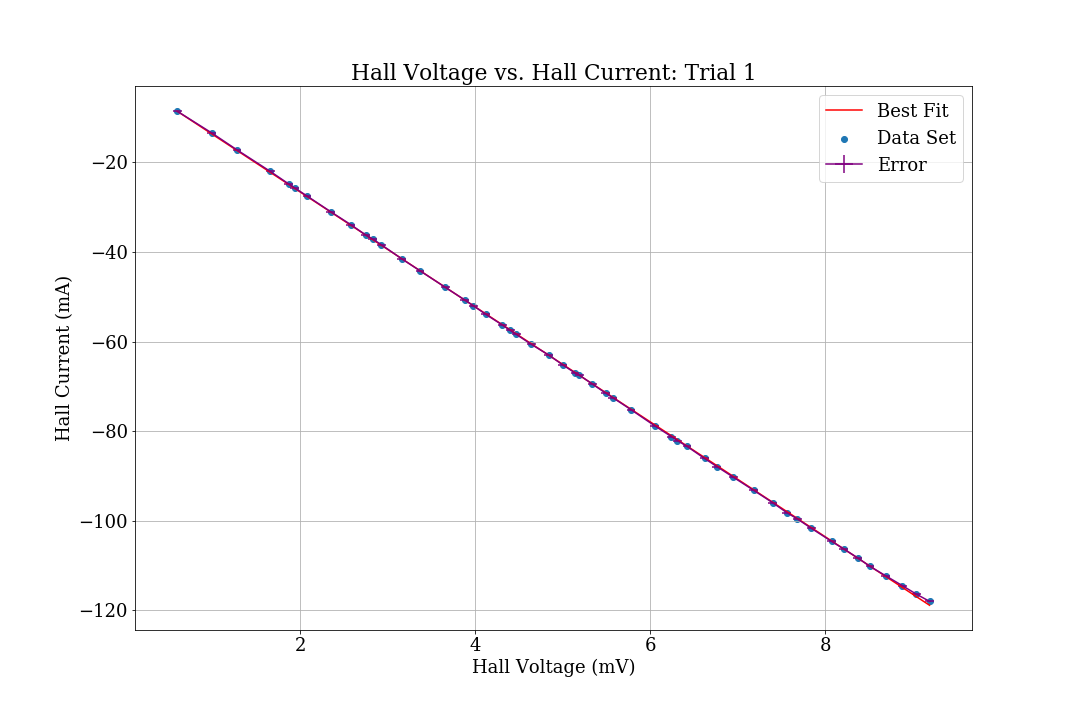 Hall Voltage vs. Hall Current: Trial 1
Best Fit
Data Set
Error
Hall Current (mA)
−20
−40
−60
−80
−100
−120
2 4 6 8
Hall Voltage (mV)